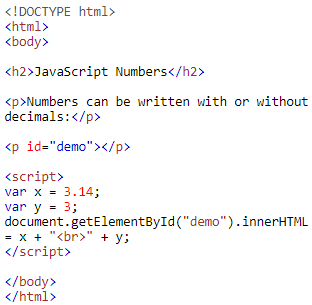 <!DOCTYPE html>
<html>
<body>
<h2>JavaScript Numbers</h2>
<p>Numbers can be written with or without
decimals:</p>
<p id="demo"></p>
<script>
var x = 3.14;
var y = 3;
document.getElementById("demo").innerHTML
= x + "<br>" + y;
</script>
</body>
</html>